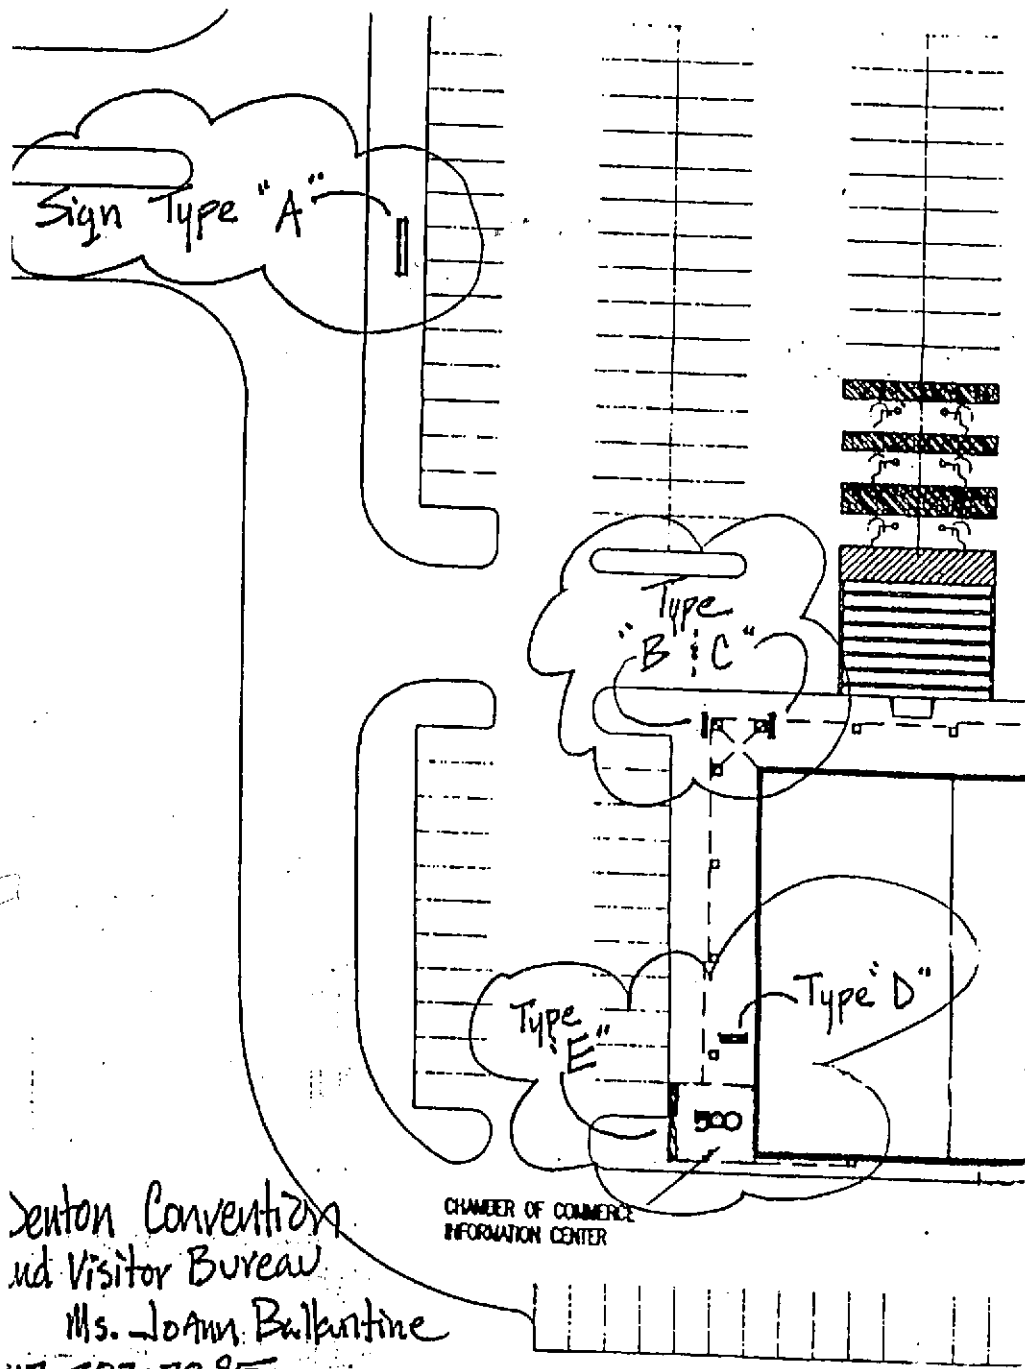 Sign Type "A"
Type
"B & C"
Type "D"
Type
"E"
500
CHAMBER OF COMMERCE
INFORMATION CENTER
Denton Convention
and Visitor Bureau
Ms. JoAnn Ballantine